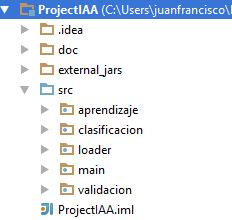 ProjectIAA (C:\Users\juanfrancisco\
.idea
doc
external_jars
src
aprendizaje
clasificacion
loader
main
validacion
ProjectIAA.iml